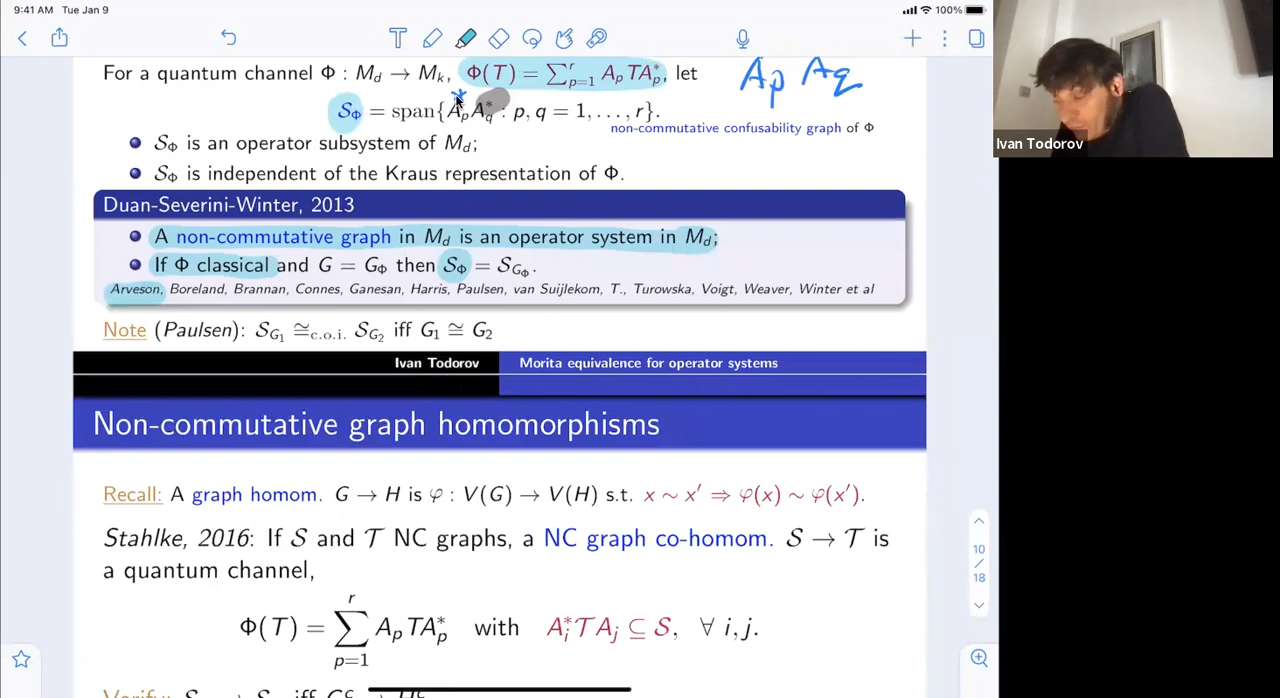 9:41 AM Tue Jan 9
100%
For a quantum channel Φ : M_d → M_k, Φ(T) = ∑_{p=1}^{r} A_p T A_p^*, let
A_p A_q
*
S_Φ = span{A_p A_q^* : p, q = 1, . . . , r}.
non-commutative confusability graph of Φ
S_Φ is an operator subsystem of M_d;
S_Φ is independent of the Kraus representation of Φ.
Duan-Severini-Winter, 2013
A non-commutative graph in M_d is an operator system in M_d;
If Φ classical and G = G_Φ then S_Φ = S_{G_Φ}.
Arveson, Boreland, Brannan, Connes, Ganesan, Harris, Paulsen, van Suijlekom, T., Turowska, Voigt, Weaver, Winter et al
Note (Paulsen): S_{G_1} ≅_{c.o.i.} S_{G_2} iff G_1 ≅ G_2
Ivan Todorov Morita equivalence for operator systems
Non-commutative graph homomorphisms
Recall: A graph homom. G → H is φ : V(G) → V(H) s.t. x ∼ x′ ⇒ φ(x) ∼ φ(x′).
Stahlke, 2016: If S and T NC graphs, a NC graph co-homom. S → T is
a quantum channel,
Φ(T) = ∑_{p=1}^{r} A_p T A_p^* with A_i^* T A_j ⊆ S, ∀ i, j.
10
/
18
Ivan Todorov